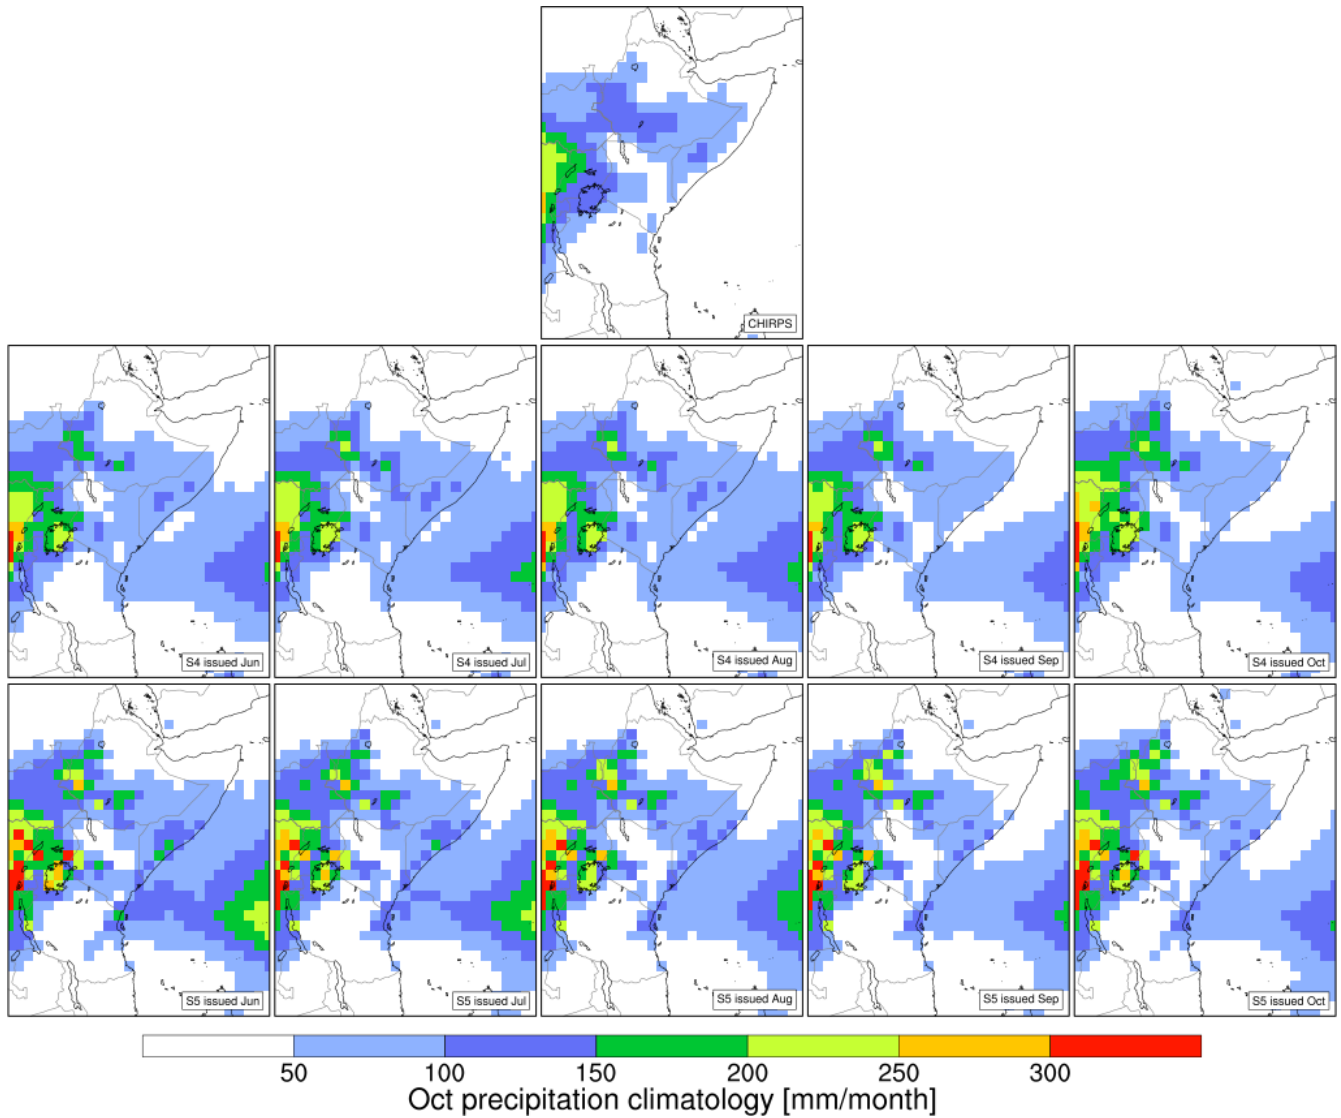 CHIRPS
S4 issued Jun
S4 issued Jul
S4 issued Aug
S4 issued Sep
S4 issued Oct
S5 issued Jun
S5 issued Jul
S5 issued Aug
S5 issued Sep
S5 issued Oct
50 100 150 200 250 300
Oct precipitation climatology [mm/month]